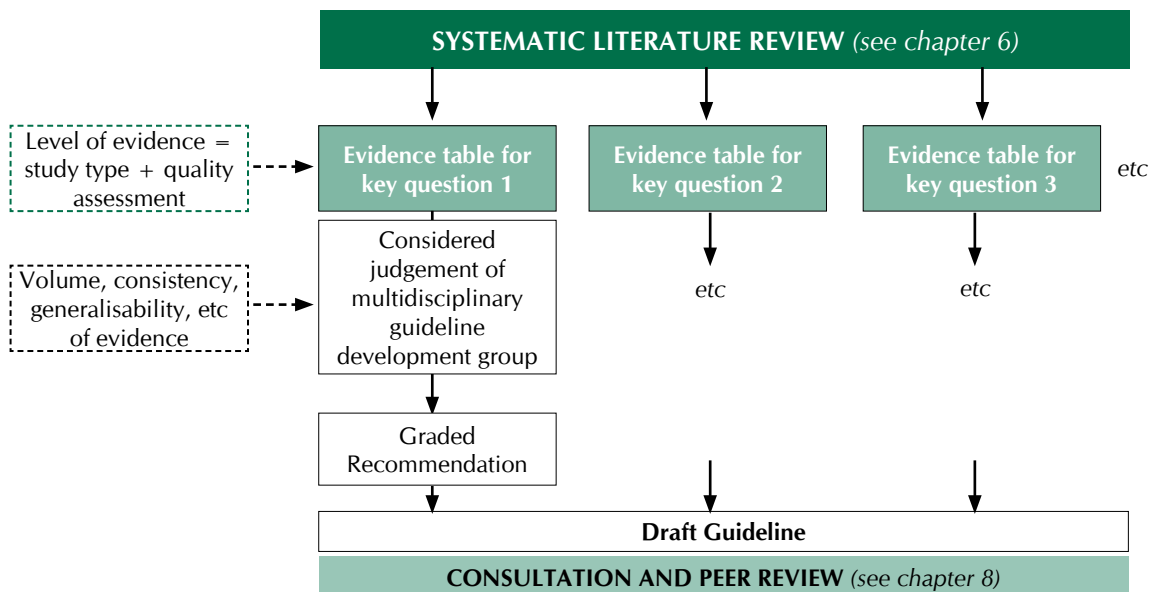 SYSTEMATIC LITERATURE REVIEW (see chapter 6)
Level of evidence =
study type + quality
assessment
Evidence table for
key question 1
Evidence table for
key question 2
Evidence table for
key question 3
etc
Volume, consistency,
generalisability, etc
of evidence
Considered
judgement of
multidisciplinary
guideline
development group
etc
etc
Graded
Recommendation
Draft Guideline
CONSULTATION AND PEER REVIEW (see chapter 8)